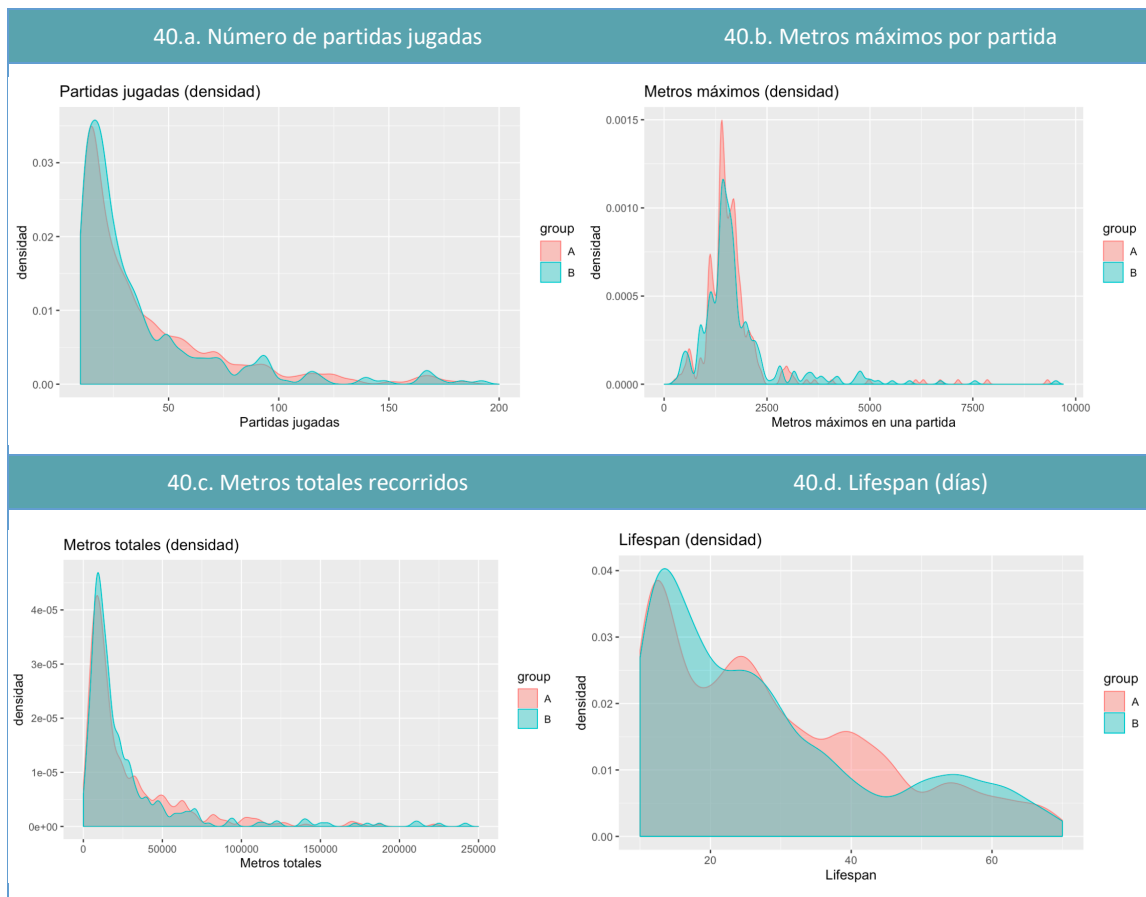 40.a. Número de partidas jugadas
40.b. Metros máximos por partida
Partidas jugadas (densidad)
0.03
0.02
0.01
0.00
densidad
50
100
150
200
Partidas jugadas
group
A
B
Metros máximos (densidad)
0.0015
0.0010
0.0005
0.0000
densidad
0
2500
5000
7500
10000
Metros máximos en una partida
group
A
B
40.c. Metros totales recorridos
40.d. Lifespan (días)
Metros totales (densidad)
4e-05
3e-05
2e-05
1e-05
0e+00
densidad
0
50000
100000
150000
200000
250000
Metros totales
group
A
B
Lifespan (densidad)
0.04
0.03
0.02
0.01
0.00
densidad
20
40
60
Lifespan
group
A
B